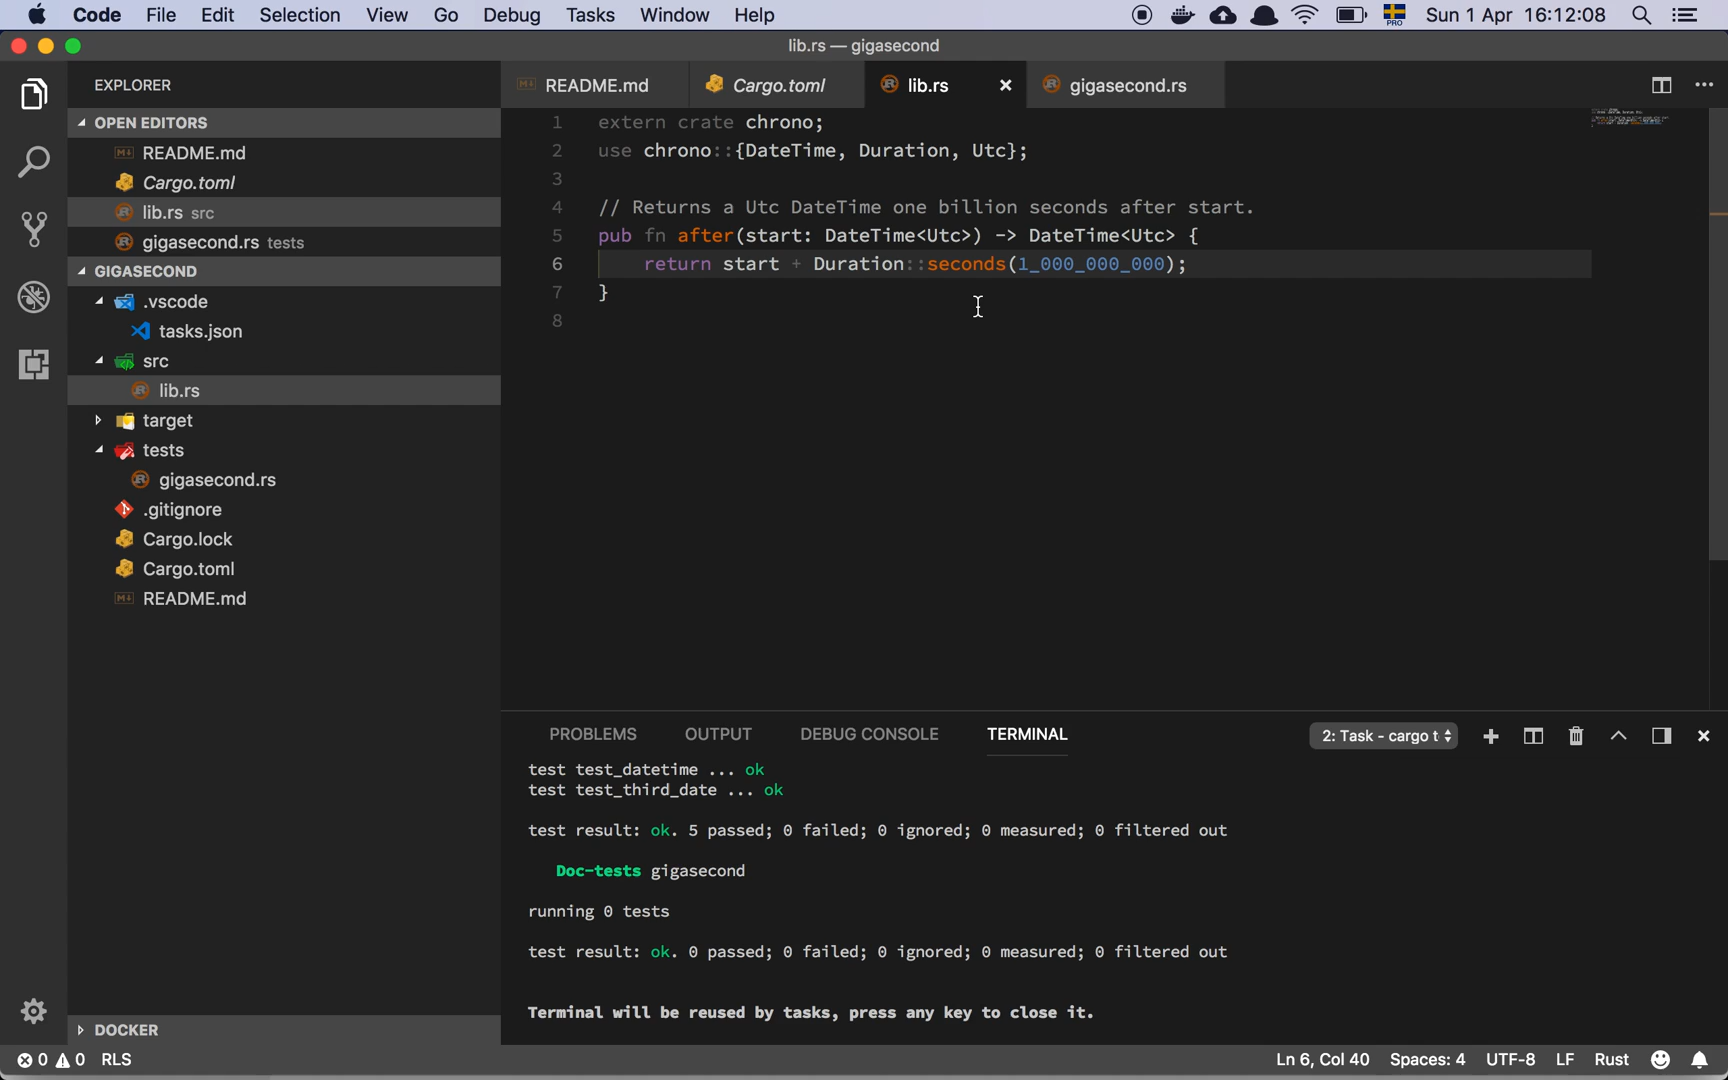 Code File Edit Selection View Go Debug Tasks Window Help PRO Sun 1 Apr 16:12:08
lib.rs — gigasecond
EXPLORER
OPEN EDITORS
README.md
Cargo.toml
lib.rs src
gigasecond.rs tests
GIGASECOND
.vscode
tasks.json
src
lib.rs
target
tests
gigasecond.rs
.gitignore
Cargo.lock
Cargo.toml
README.md
DOCKER
README.md Cargo.toml lib.rs gigasecond.rs
1 extern crate chrono;
2 use chrono::{DateTime, Duration, Utc};
3
4 // Returns a Utc DateTime one billion seconds after start.
5 pub fn after(start: DateTime<Utc>) -> DateTime<Utc> {
6 return start + Duration::seconds(1_000_000_000);
7 }
8
PROBLEMS OUTPUT DEBUG CONSOLE TERMINAL 2: Task - cargo t
test test_datetime ... ok
test test_third_date ... ok
test result: ok. 5 passed; 0 failed; 0 ignored; 0 measured; 0 filtered out
Doc-tests gigasecond
running 0 tests
test result: ok. 0 passed; 0 failed; 0 ignored; 0 measured; 0 filtered out
Terminal will be reused by tasks, press any key to close it.
0 0 RLS Ln 6, Col 40 Spaces: 4 UTF-8 LF Rust